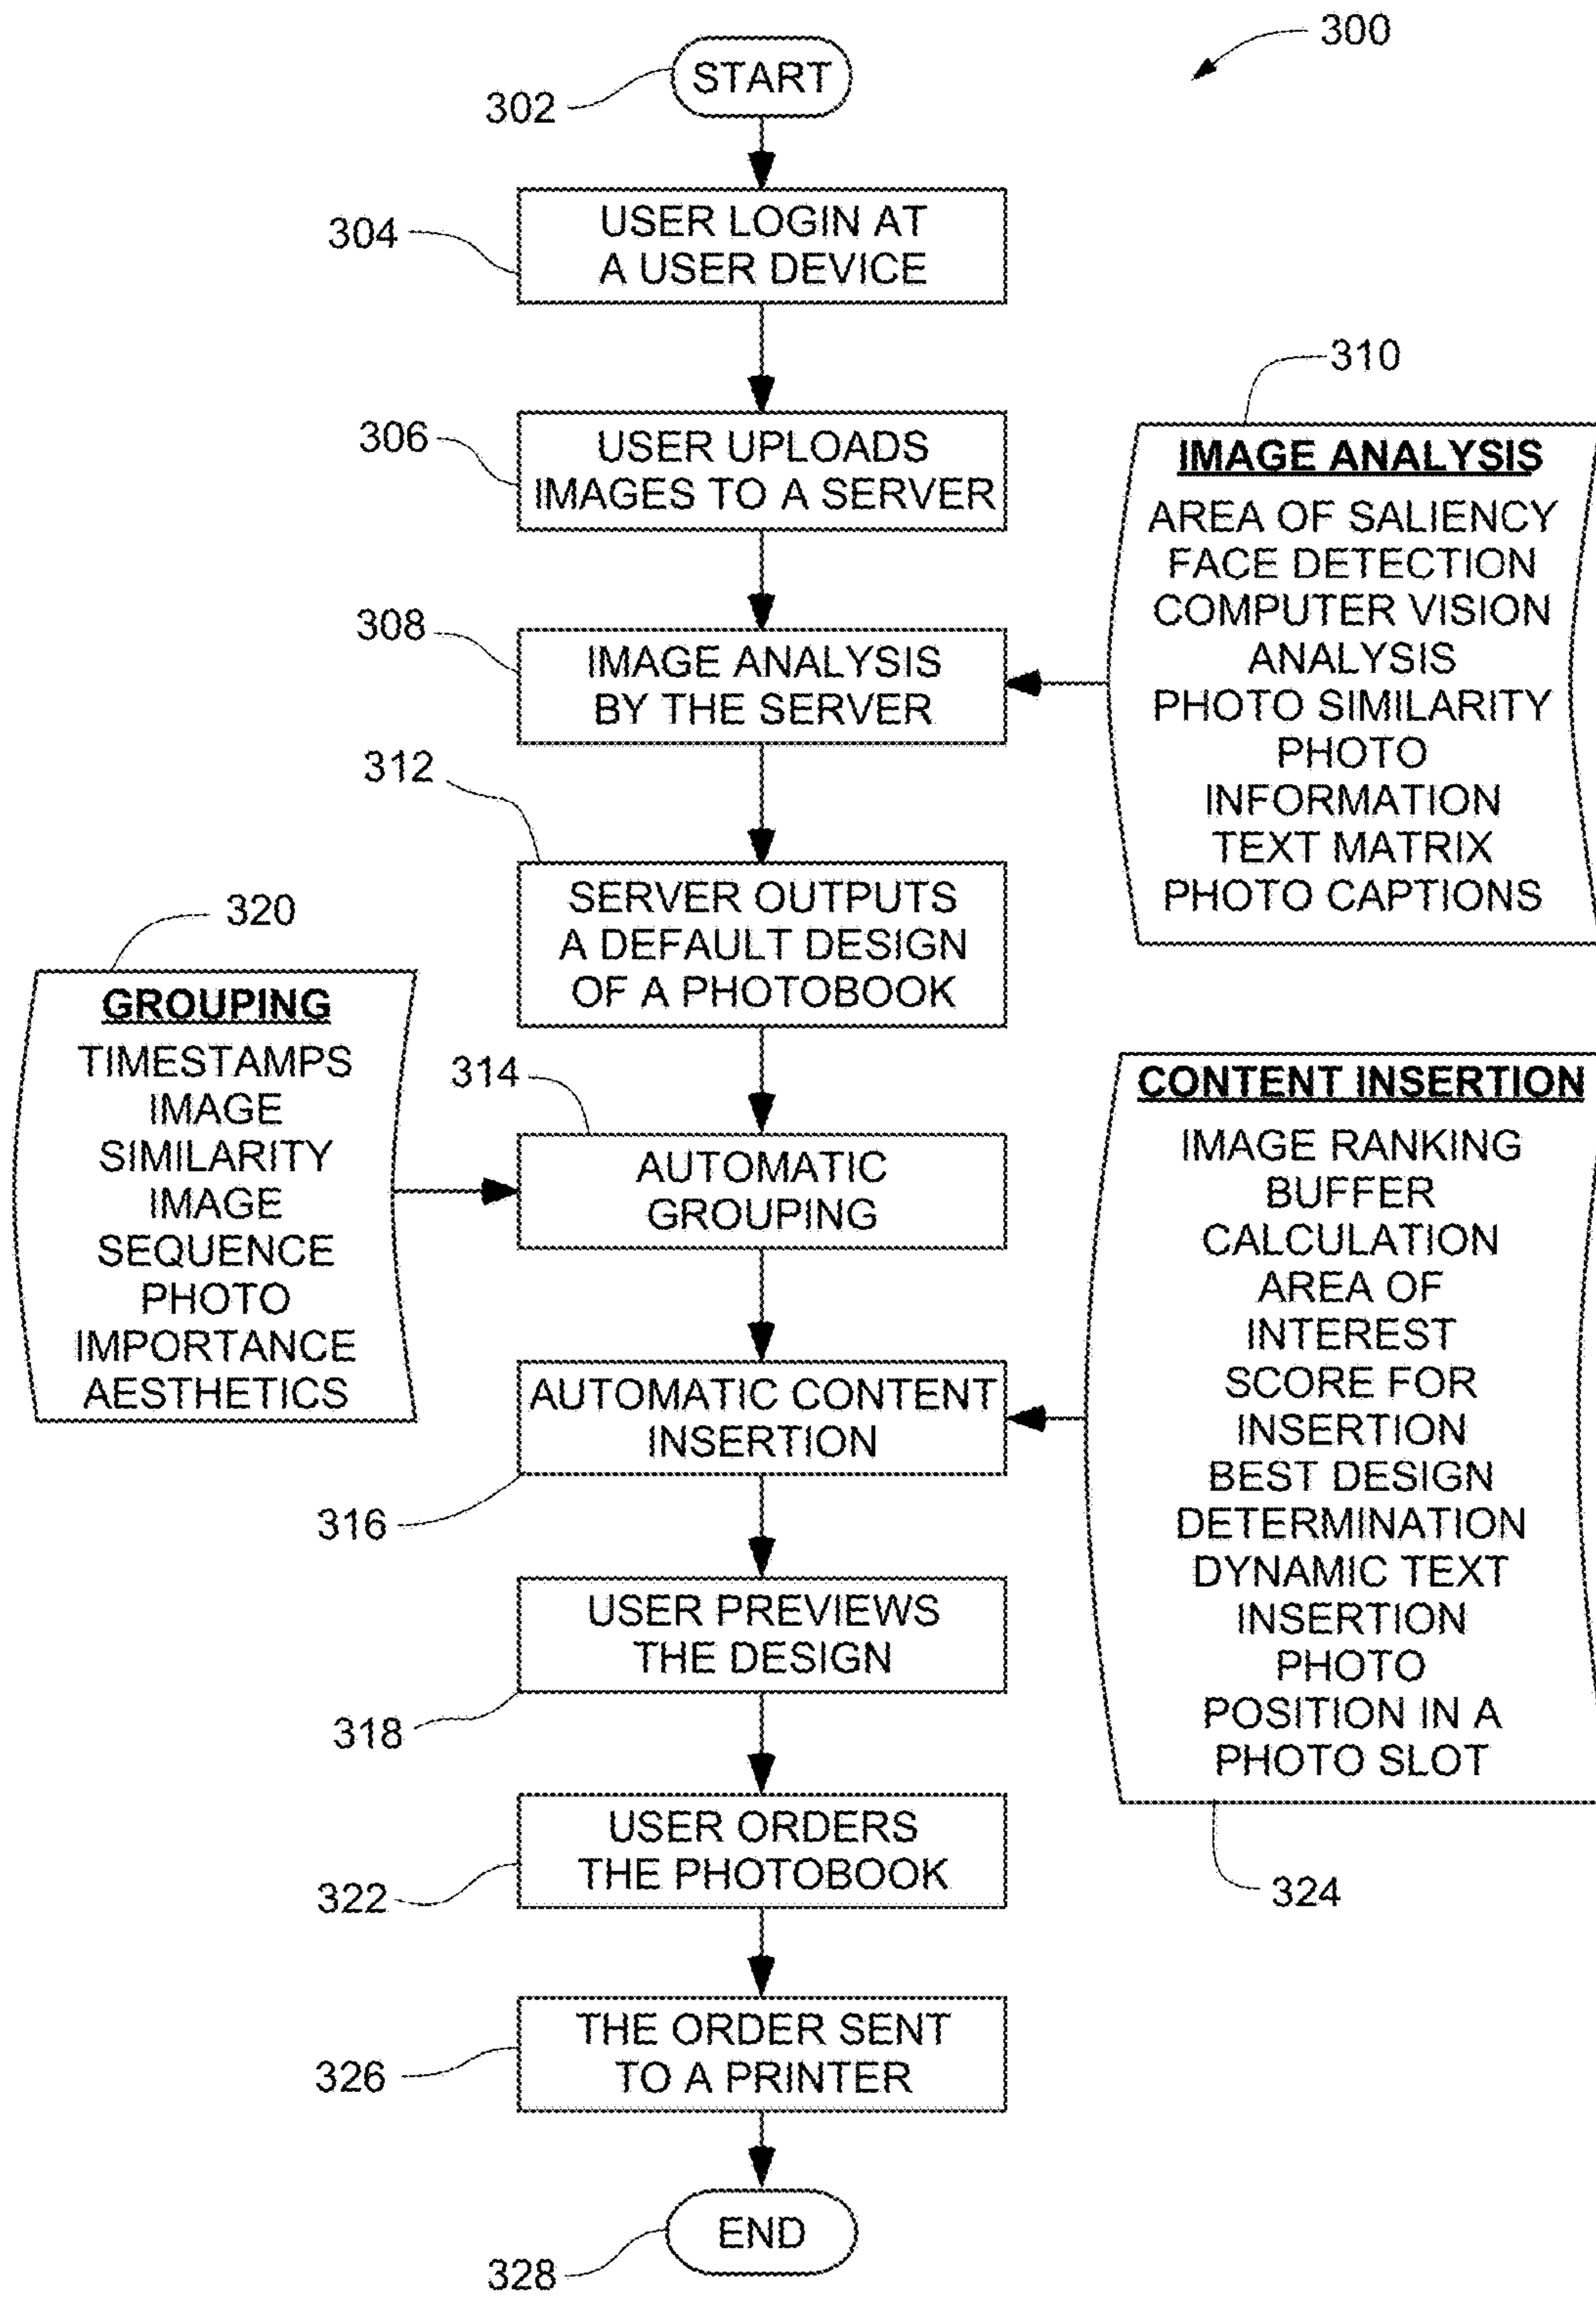 300
302
START
304
USER LOGIN AT
A USER DEVICE
306
USER UPLOADS
IMAGES TO A SERVER
308
IMAGE ANALYSIS
BY THE SERVER
310
IMAGE ANALYSIS
AREA OF SALIENCY
FACE DETECTION
COMPUTER VISION
ANALYSIS
PHOTO SIMILARITY
PHOTO
INFORMATION
TEXT MATRIX
PHOTO CAPTIONS
312
SERVER OUTPUTS
A DEFAULT DESIGN
OF A PHOTOBOOK
320
GROUPING
TIMESTAMPS
IMAGE
SIMILARITY
IMAGE
SEQUENCE
PHOTO
IMPORTANCE
AESTHETICS
314
AUTOMATIC
GROUPING
AUTOMATIC CONTENT
INSERTION
316
CONTENT INSERTION
IMAGE RANKING
BUFFER
CALCULATION
AREA OF
INTEREST
SCORE FOR
INSERTION
BEST DESIGN
DETERMINATION
DYNAMIC TEXT
INSERTION
PHOTO
POSITION IN A
PHOTO SLOT
324
USER PREVIEWS
THE DESIGN
318
USER ORDERS
THE PHOTOBOOK
322
THE ORDER SENT
TO A PRINTER
326
END
328